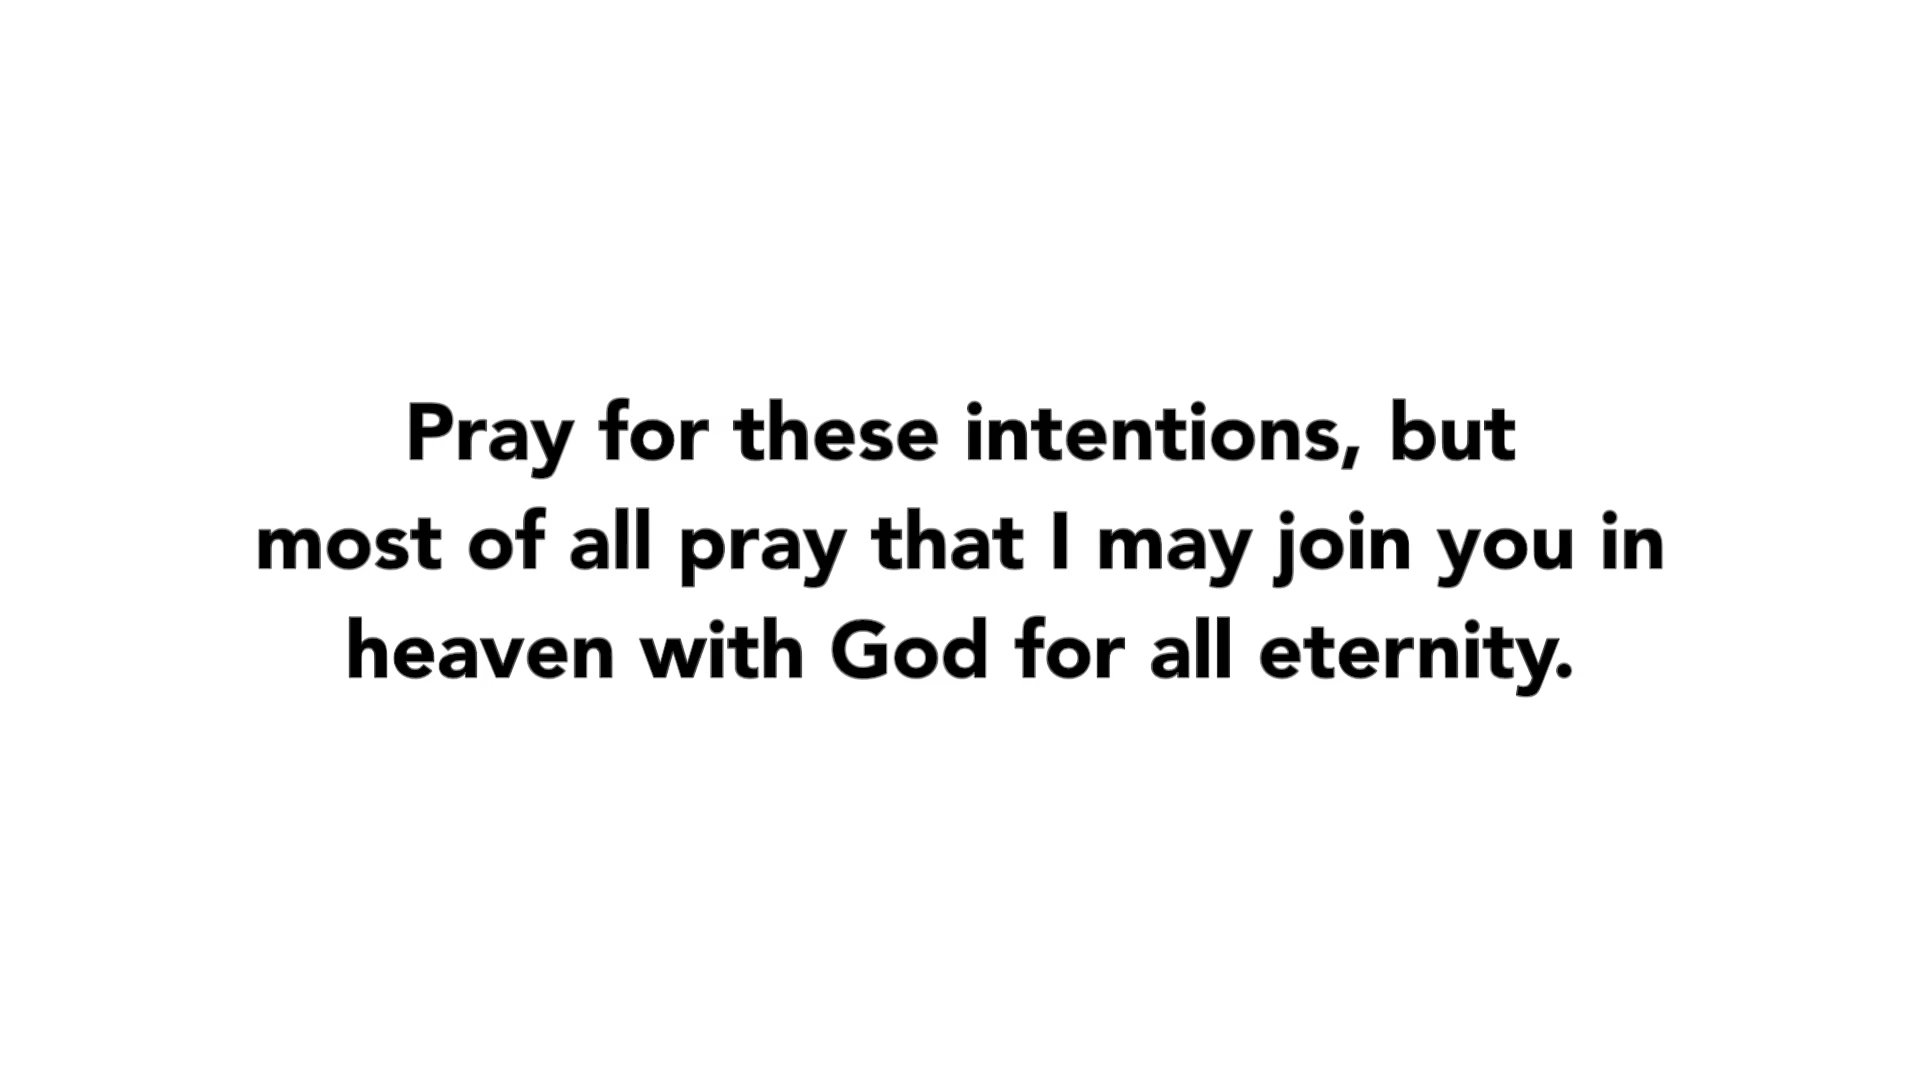 Pray for these intentions, but
most of all pray that I may join you in
heaven with God for all eternity.